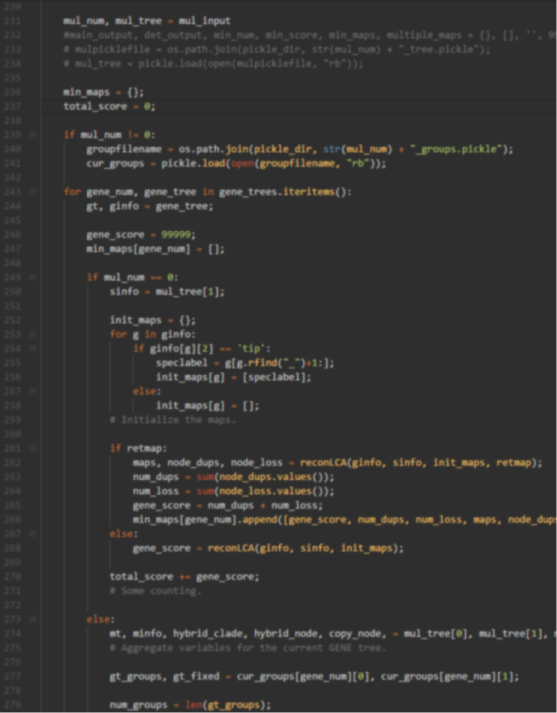 230
231 mul_num, mul_tree = mul_input
232 #main_output, det_output, min_num, min_score, min_maps, multiple_maps = {}, [], '', 99
233 # mulpicklefile = os.path.join(pickle_dir, str(mul_num) + "_tree.pickle");
234 # mul_tree = pickle.load(open(mulpicklefile, "rb"));
235
236 min_maps = {};
237 total_score = 0;
238
239 if mul_num != 0:
240 groupfilename = os.path.join(pickle_dir, str(mul_num) + "_groups.pickle");
241 cur_groups = pickle.load(open(groupfilename, "rb"));
242
243 for gene_num, gene_tree in gene_trees.iteritems():
244 gt, ginfo = gene_tree;
245
246 gene_score = 99999;
247 min_maps[gene_num] = [];
248
249 if mul_num == 0:
250 sinfo = mul_tree[1];
251
252 init_maps = {};
253 for g in ginfo:
254 if ginfo[g][2] == 'tip':
255 speclabel = g[g.rfind("_")+1:];
256 init_maps[g] = [speclabel];
257 else:
258 init_maps[g] = [];
259 # Initialize the maps.
260
261 if retmap:
262 maps, node_dups, node_loss = reconLCA(ginfo, sinfo, init_maps, retmap);
263 num_dups = sum(node_dups.values());
264 num_loss = sum(node_loss.values());
265 gene_score = num_dups + num_loss;
266 min_maps[gene_num].append([gene_score, num_dups, num_loss, maps, node_dups
267 else:
268 gene_score = reconLCA(ginfo, sinfo, init_maps);
269
270 total_score += gene_score;
271 # Some counting.
272
273 else:
274 mt, minfo, hybrid_clade, hybrid_node, copy_node, = mul_tree[0], mul_tree[1],
275 # Aggregate variables for the current GENE tree.
276
277 gt_groups, gt_fixed = cur_groups[gene_num][0], cur_groups[gene_num][1];
278
279 num_groups = len(gt_groups);